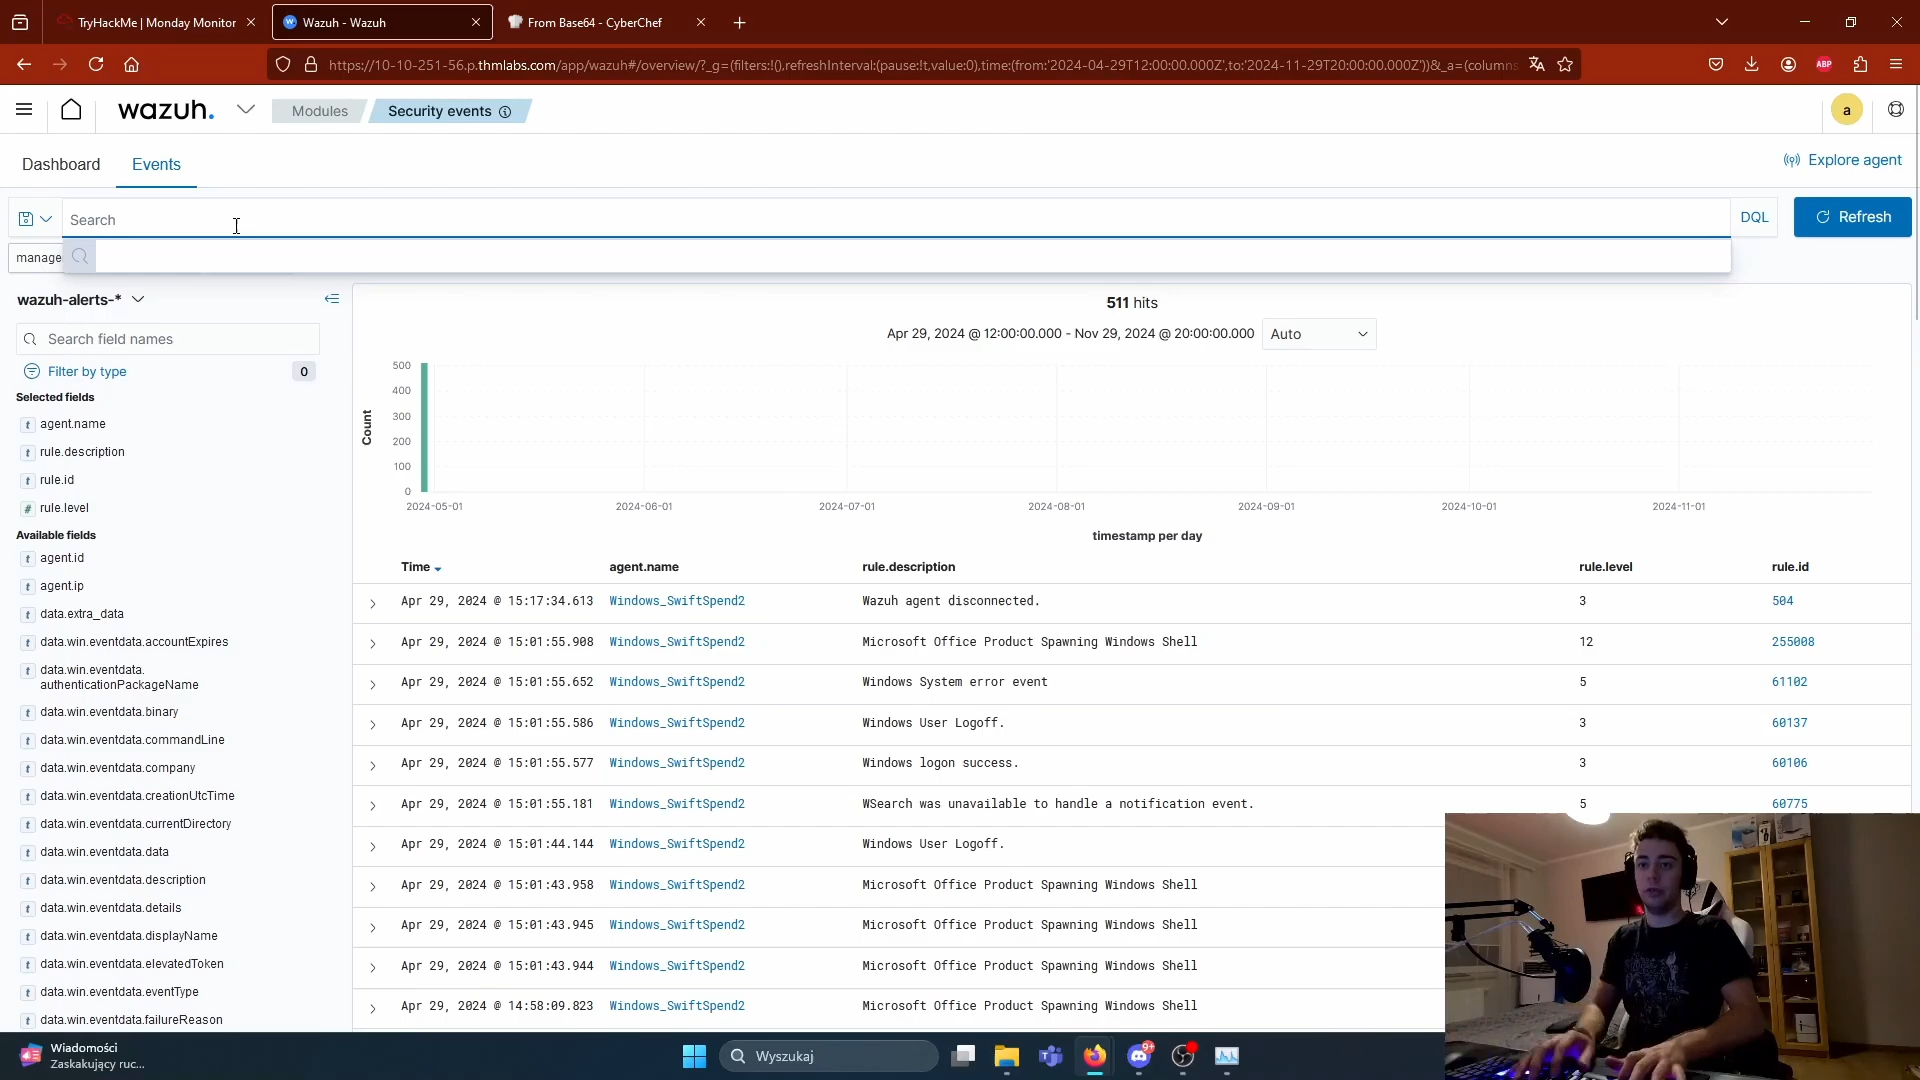 TryHackMe | Monday Monitor
Wazuh - Wazuh
From Base64 - CyberChef
https://10-10-251-56.p.thmlabs.com/app/wazuh#/overview/?_g=(filters:!(),refreshInterval:(pause:!t,value:0),time:(from:'2024-04-29T12:00:00.000Z',to:'2024-11-29T20:00:00.000Z'))&_a=(columns
ABP
wazuh.
Modules
Security events
a
Dashboard
Events
Explore agent
Search
DQL
Refresh
manage
wazuh-alerts-*
Search field names
Filter by type
0
Selected fields
t agent.name
t rule.description
t rule.id
# rule.level
Available fields
t agent.id
t agent.ip
t data.extra_data
t data.win.eventdata.accountExpires
t data.win.eventdata.
authenticationPackageName
t data.win.eventdata.binary
t data.win.eventdata.commandLine
t data.win.eventdata.company
t data.win.eventdata.creationUtcTime
t data.win.eventdata.currentDirectory
t data.win.eventdata.data
t data.win.eventdata.description
t data.win.eventdata.details
t data.win.eventdata.displayName
t data.win.eventdata.elevatedToken
t data.win.eventdata.eventType
t data.win.eventdata.failureReason
511 hits
Apr 29, 2024 @ 12:00:00.000 - Nov 29, 2024 @ 20:00:00.000
Auto
Count
500
400
300
200
100
0
2024-05-01
2024-06-01
2024-07-01
2024-08-01
2024-09-01
2024-10-01
2024-11-01
timestamp per day
Time agent.name rule.description rule.level rule.id
Apr 29, 2024 @ 15:17:34.613 Windows_SwiftSpend2 Wazuh agent disconnected. 3 504
Apr 29, 2024 @ 15:01:55.908 Windows_SwiftSpend2 Microsoft Office Product Spawning Windows Shell 12 255008
Apr 29, 2024 @ 15:01:55.652 Windows_SwiftSpend2 Windows System error event 5 61102
Apr 29, 2024 @ 15:01:55.586 Windows_SwiftSpend2 Windows User Logoff. 3 60137
Apr 29, 2024 @ 15:01:55.577 Windows_SwiftSpend2 Windows logon success. 3 60106
Apr 29, 2024 @ 15:01:55.181 Windows_SwiftSpend2 WSearch was unavailable to handle a notification event. 5 60775
Apr 29, 2024 @ 15:01:44.144 Windows_SwiftSpend2 Windows User Logoff.
Apr 29, 2024 @ 15:01:43.958 Windows_SwiftSpend2 Microsoft Office Product Spawning Windows Shell
Apr 29, 2024 @ 15:01:43.945 Windows_SwiftSpend2 Microsoft Office Product Spawning Windows Shell
Apr 29, 2024 @ 15:01:43.944 Windows_SwiftSpend2 Microsoft Office Product Spawning Windows Shell
Apr 29, 2024 @ 14:58:09.823 Windows_SwiftSpend2 Microsoft Office Product Spawning Windows Shell
Wiadomości
Zaskakujący ruc...
Wyszukaj
9+